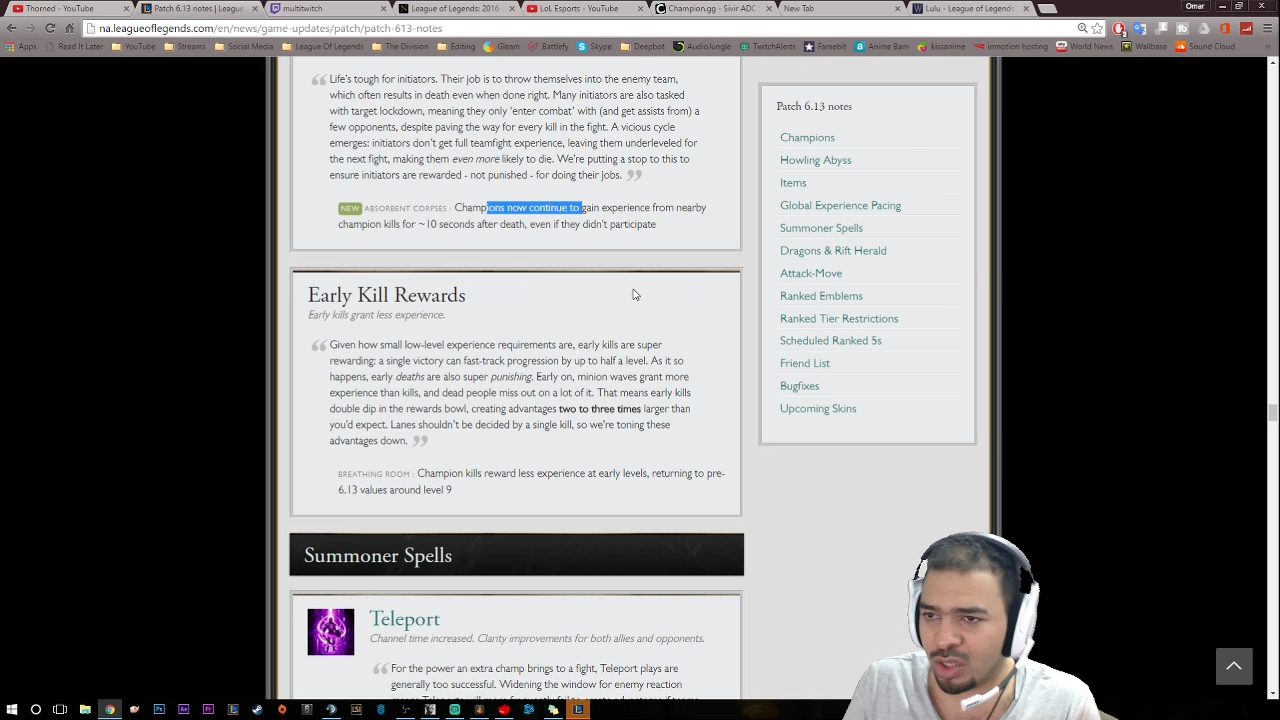 Thorned - YouTube
Patch 6.13 notes | League
multitwitch
League of Legends: 2016
LoL Esports - YouTube
Champion.gg - Sivir ADC
New Tab
Lulu - League of Legends
Omar
na.leagueoflegends.com/en/news/game-updates/patch/patch-613-notes
Apps Read It Later YouTube Streams Social Media League Of Legends The Division Editing Gleam Battlefy Skype Deepbot AudioJungle TwitchAlerts Famebit Anime Bam kissanime inmotion hosting World News Wallbase Sound Cloud
Life's tough for initiators. Their job is to throw themselves into the enemy team,
which often results in death even when done right. Many initiators are also tasked
with target lockdown, meaning they only 'enter combat' with (and get assists from) a
few opponents, despite paving the way for every kill in the fight. A vicious cycle
emerges: initiators don't get full teamfight experience, leaving them underleveled for
the next fight, making them even more likely to die. We're putting a stop to this to
ensure initiators are rewarded - not punished - for doing their jobs.
NEW ABSORBENT CORPSES : Champions now continue to gain experience from nearby
champion kills for ~10 seconds after death, even if they didn't participate
Early Kill Rewards
Early kills grant less experience.
Given how small low-level experience requirements are, early kills are super
rewarding: a single victory can fast-track progression by up to half a level. As it so
happens, early deaths are also super punishing. Early on, minion waves grant more
experience than kills, and dead people miss out on a lot of it. That means early kills
double dip in the rewards bowl, creating advantages two to three times larger than
you'd expect. Lanes shouldn't be decided by a single kill, so we're toning these
advantages down.
BREATHING ROOM : Champion kills reward less experience at early levels, returning to pre-
6.13 values around level 9
Summoner Spells
Teleport
Channel time increased. Clarity improvements for both allies and opponents.
For the power an extra champ brings to a fight, Teleport plays are
generally too successful. Widening the window for enemy reaction
Patch 6.13 notes
Champions
Howling Abyss
Items
Global Experience Pacing
Summoner Spells
Dragons & Rift Herald
Attack-Move
Ranked Emblems
Ranked Tier Restrictions
Scheduled Ranked 5s
Friend List
Bugfixes
Upcoming Skins